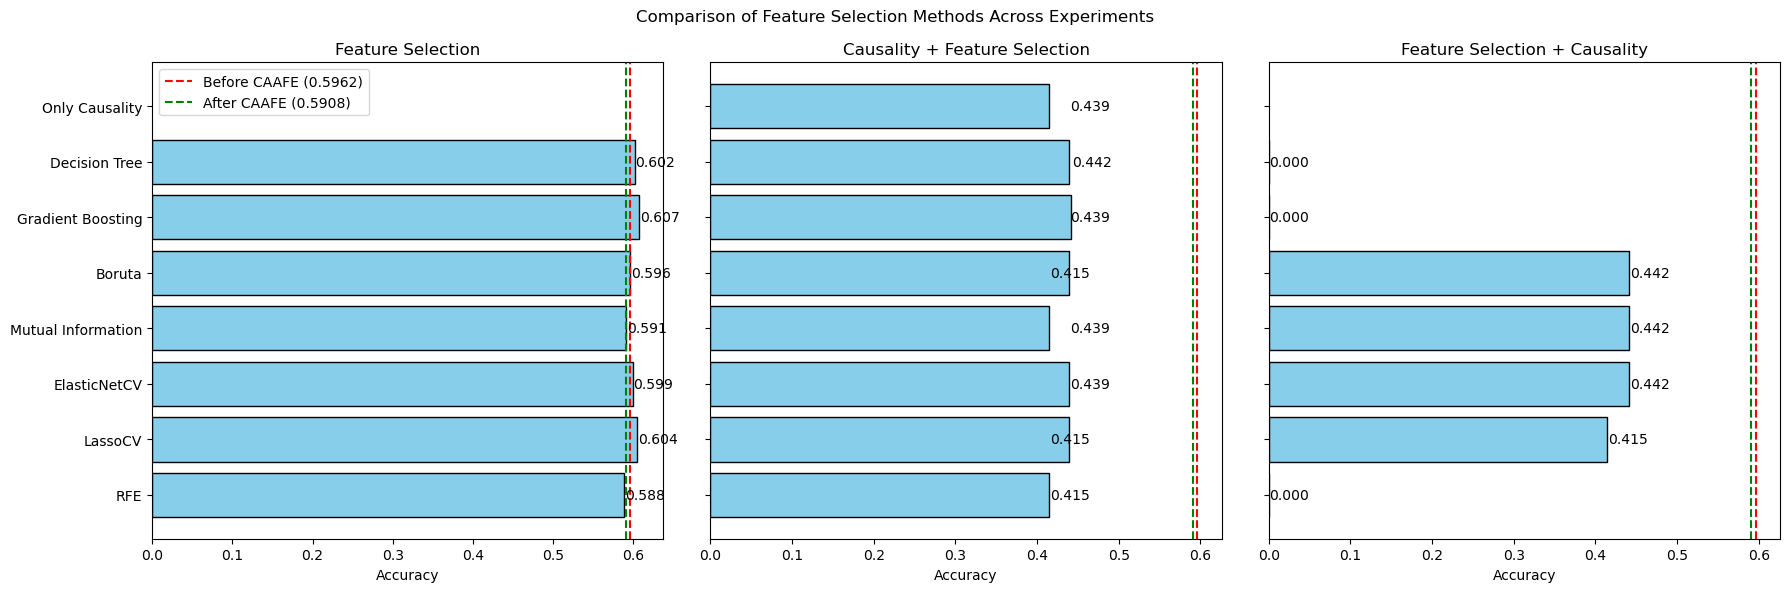 Comparison of Feature Selection Methods Across Experiments
Feature Selection
Before CAAFE (0.5962)
After CAAFE (0.5908)
Only Causality
Decision Tree
0.602
Gradient Boosting
0.607
Boruta
0.596
Mutual Information
0.591
ElasticNetCV
0.599
LassoCV
0.604
RFE
0.588
0.0 0.1 0.2 0.3 0.4 0.5 0.6
Accuracy
Causality + Feature Selection
0.439
0.442
0.439
0.415
0.439
0.439
0.415
0.415
0.0 0.1 0.2 0.3 0.4 0.5 0.6
Accuracy
Feature Selection + Causality
0.000
0.000
0.442
0.442
0.442
0.415
0.000
0.0 0.1 0.2 0.3 0.4 0.5 0.6
Accuracy